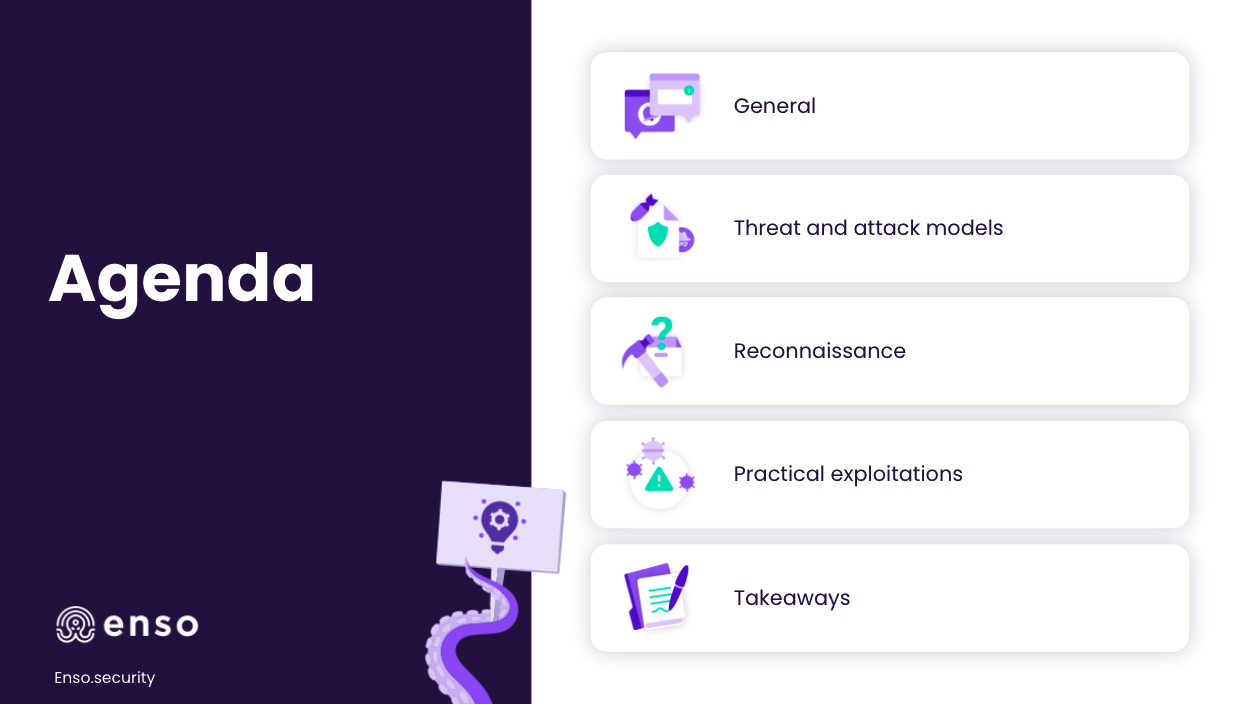 Agenda
enso
Enso.security
General
Threat and attack models
?
Reconnaissance
Practical exploitations
Takeaways